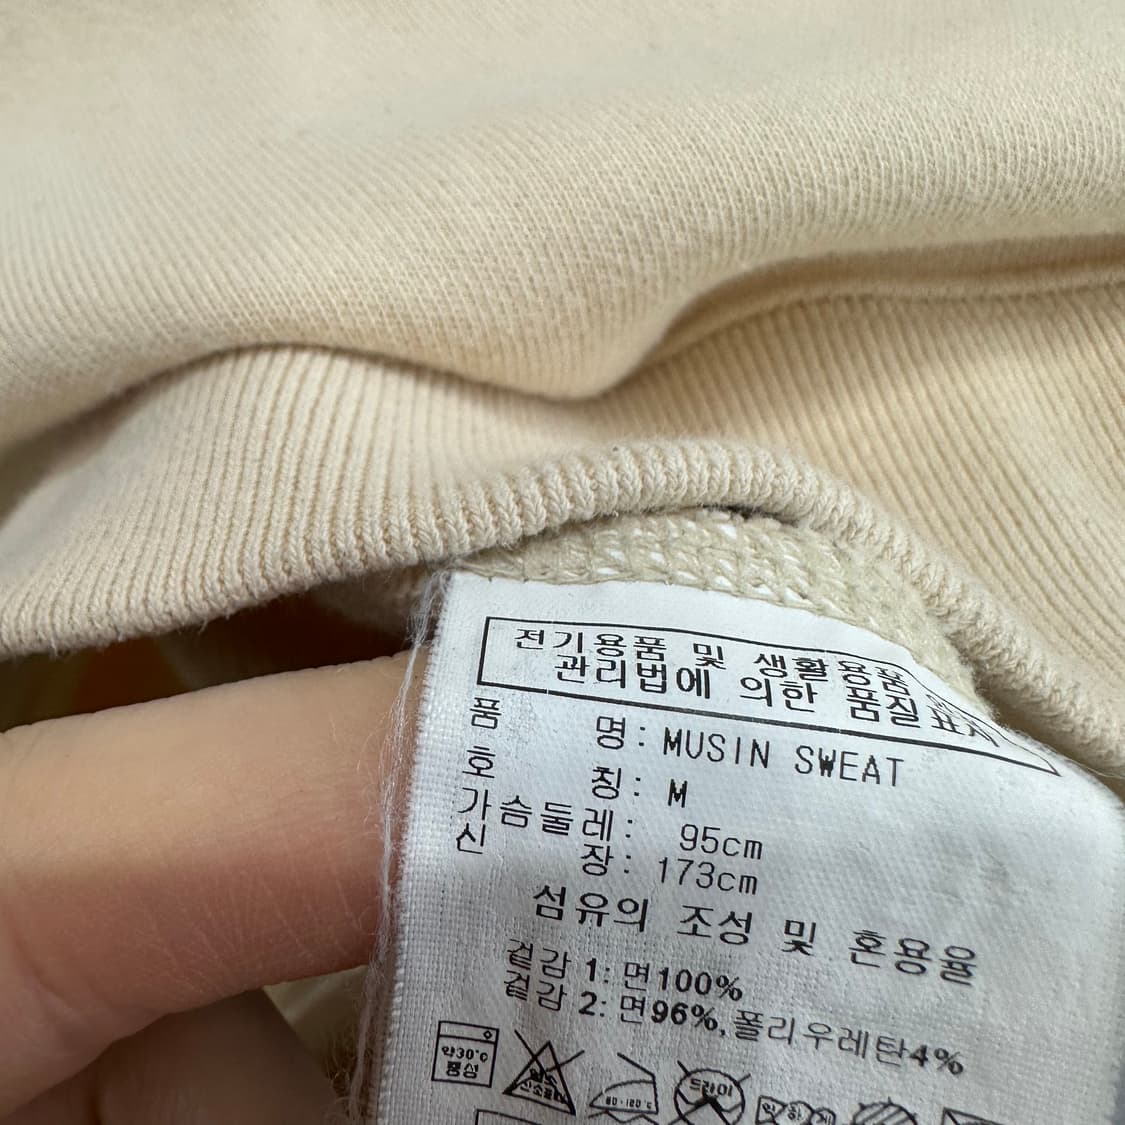 전기용품 및 생활용품
관리법에 의한 품질표시
품 명: MUSIN SWEAT
호 칭: M
가슴둘레: 95cm
신 장: 173cm
섬유의 조성 및 혼용율
겉감 1: 면100%
겉감 2: 면96%, 폴리우레탄4%
약30℃
중성
드라이